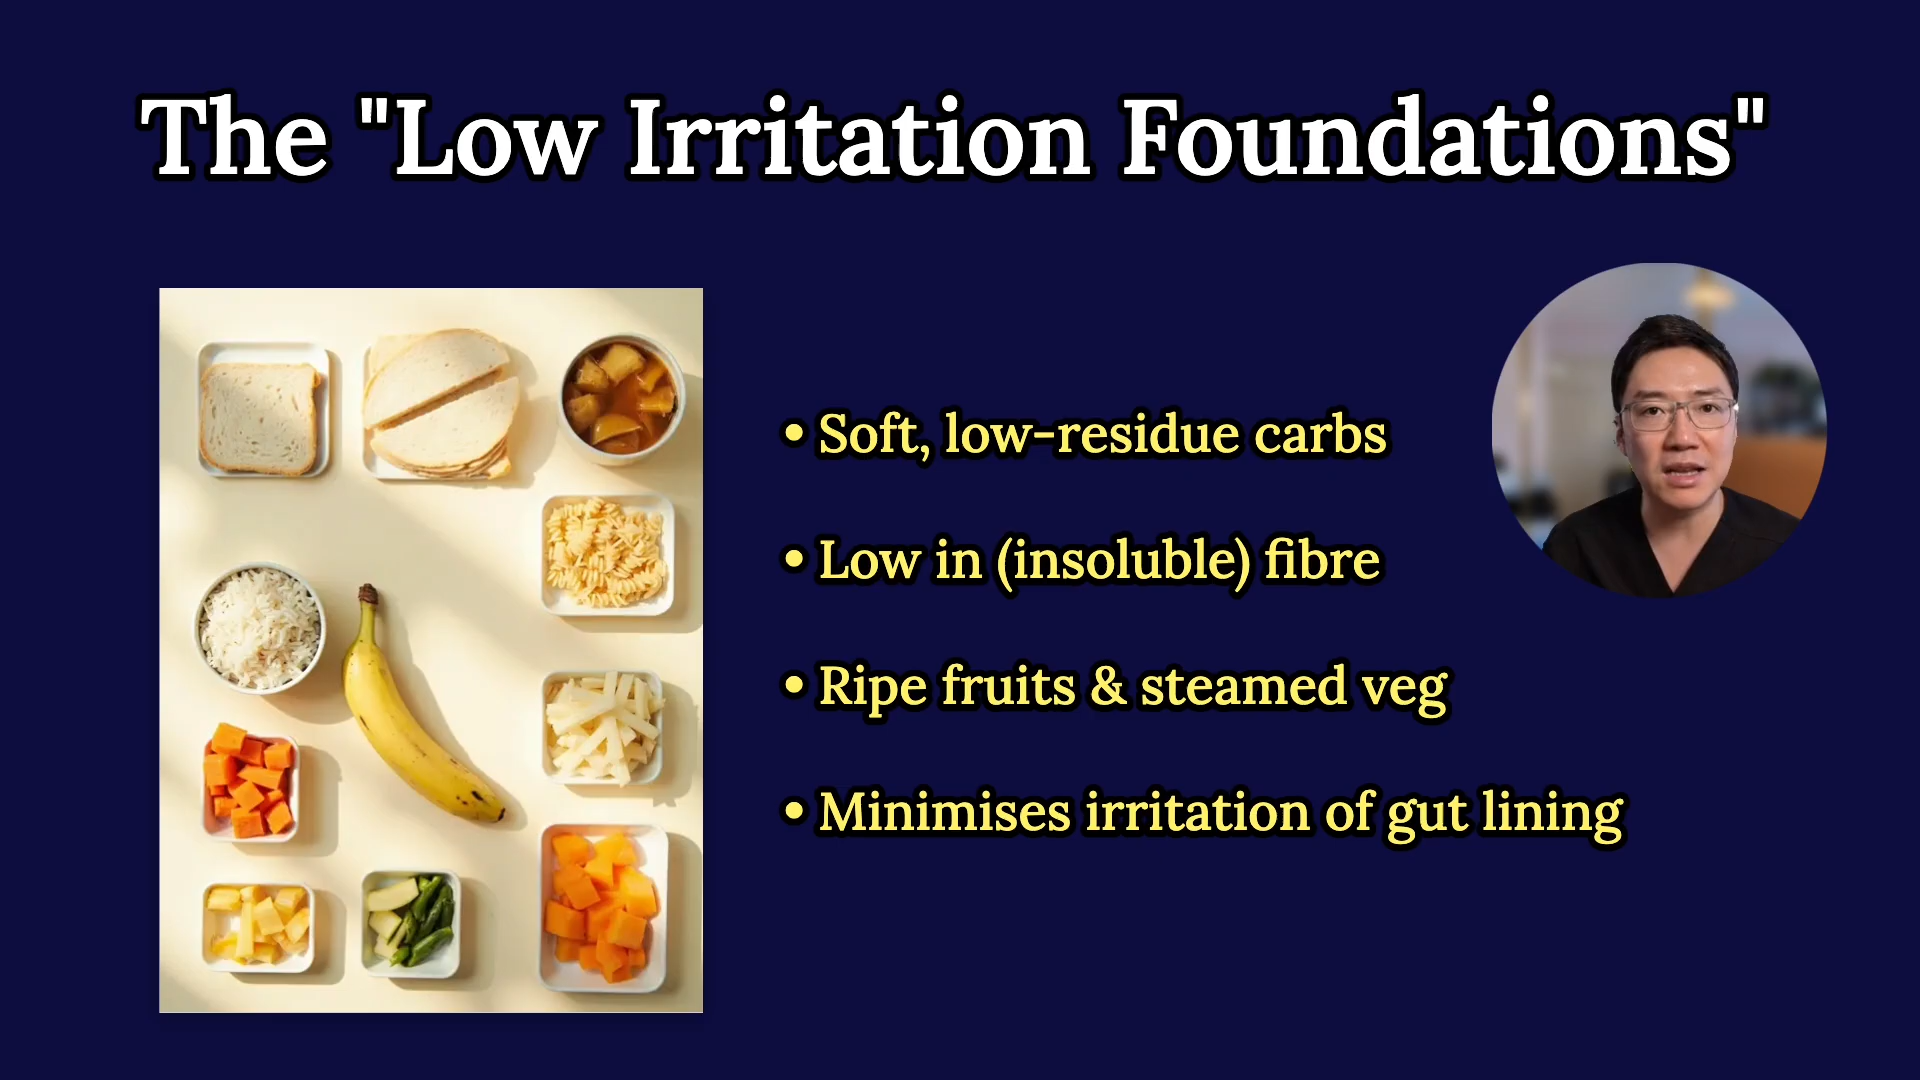 The "Low Irritation Foundations"
• Soft, low-residue carbs
• Low in (insoluble) fibre
• Ripe fruits & steamed veg
• Minimises irritation of gut lining